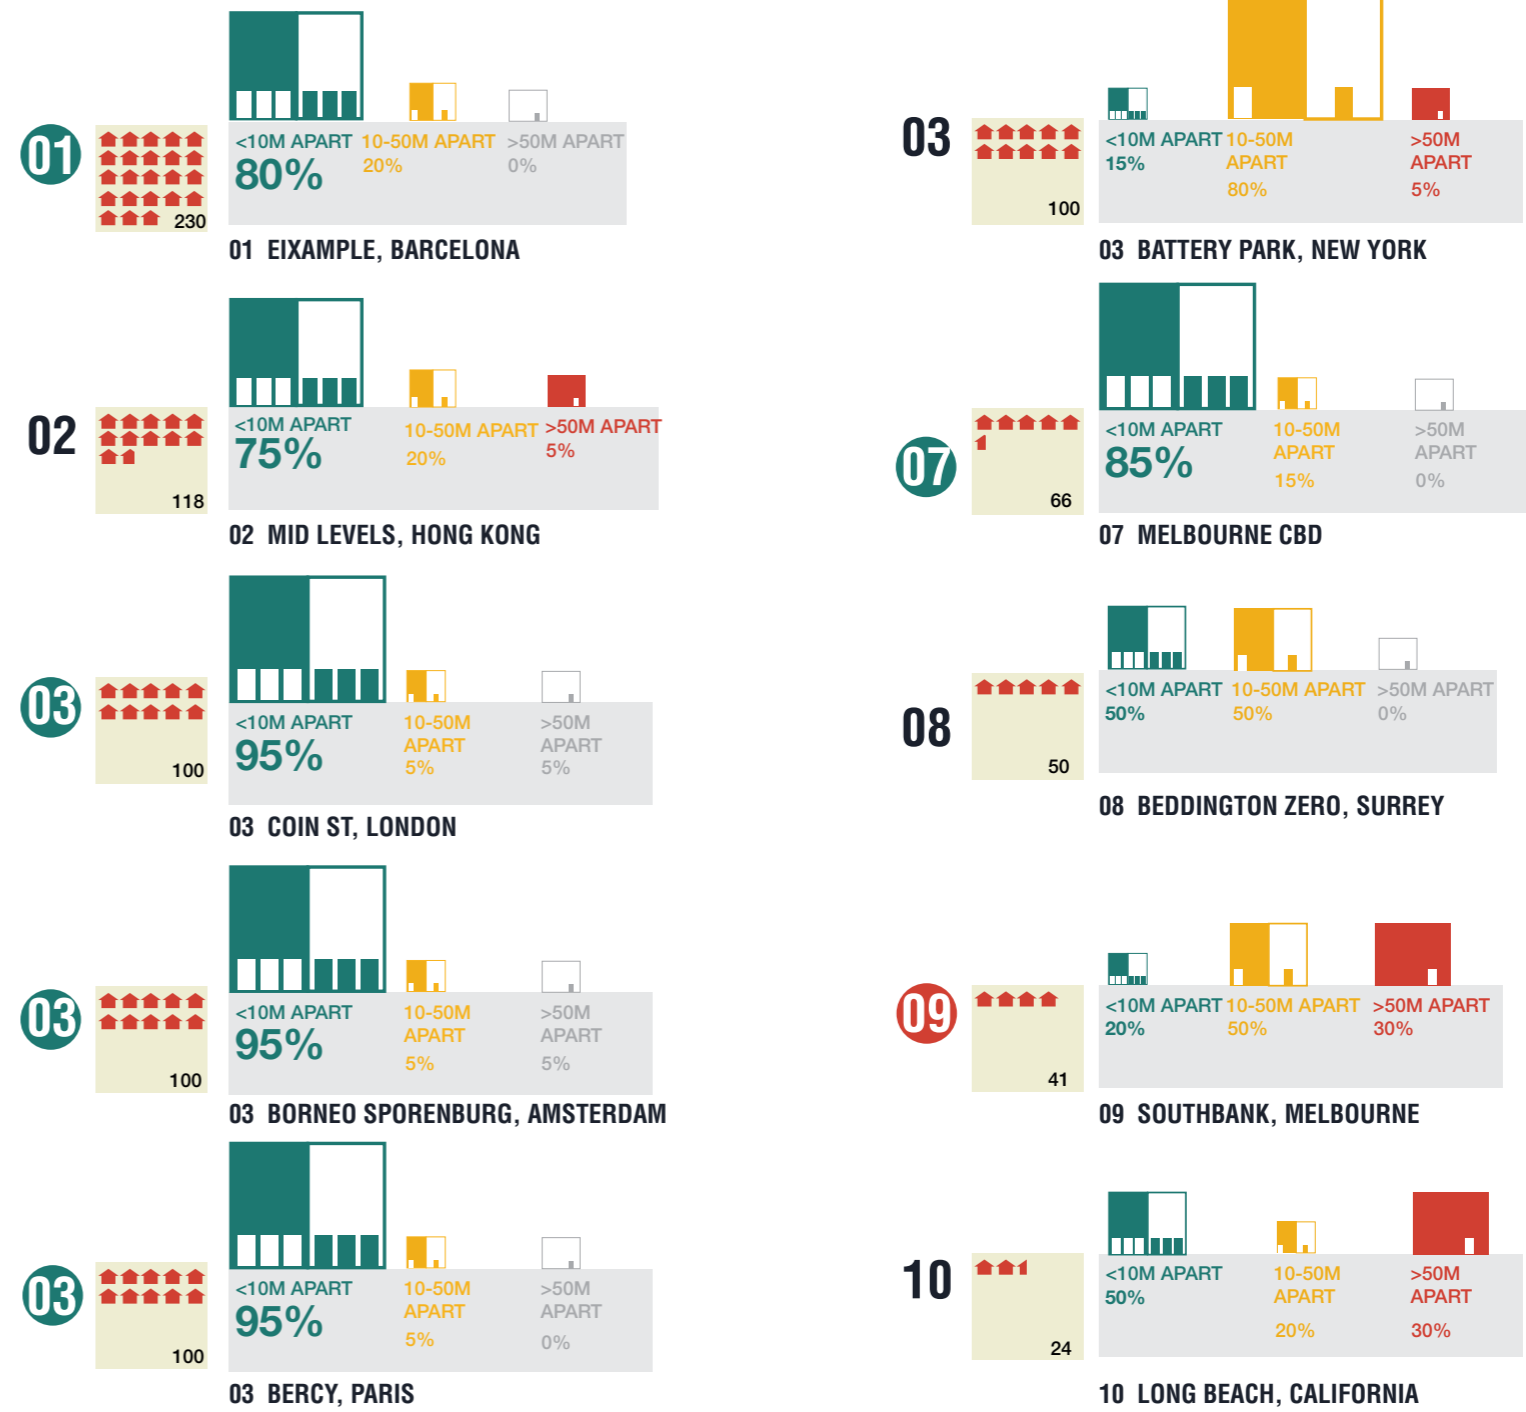 01
230
<10M APART 10-50M APART >50M APART
80% 20% 0%
01 EIXAMPLE, BARCELONA
02
118
<10M APART 10-50M APART >50M APART
75% 20% 5%
02 MID LEVELS, HONG KONG
03
100
<10M APART
95%
10-50M
APART
5%
>50M
APART
5%
03 COIN ST, LONDON
03
100
<10M APART
95%
10-50M
APART
5%
>50M
APART
5%
03 BORNEO SPORENBURG, AMSTERDAM
03
100
<10M APART
95%
10-50M
APART
5%
>50M
APART
0%
03 BERCY, PARIS
03
100
<10M APART
15%
10-50M
APART
80%
>50M
APART
5%
03 BATTERY PARK, NEW YORK
07
66
<10M APART
85%
10-50M
APART
15%
>50M
APART
0%
07 MELBOURNE CBD
08
50
<10M APART 10-50M APART >50M APART
50% 50% 0%
08 BEDDINGTON ZERO, SURREY
09
41
<10M APART 10-50M APART >50M APART
20% 50% 30%
09 SOUTHBANK, MELBOURNE
10
24
<10M APART
50%
10-50M
APART
20%
>50M
APART
30%
10 LONG BEACH, CALIFORNIA